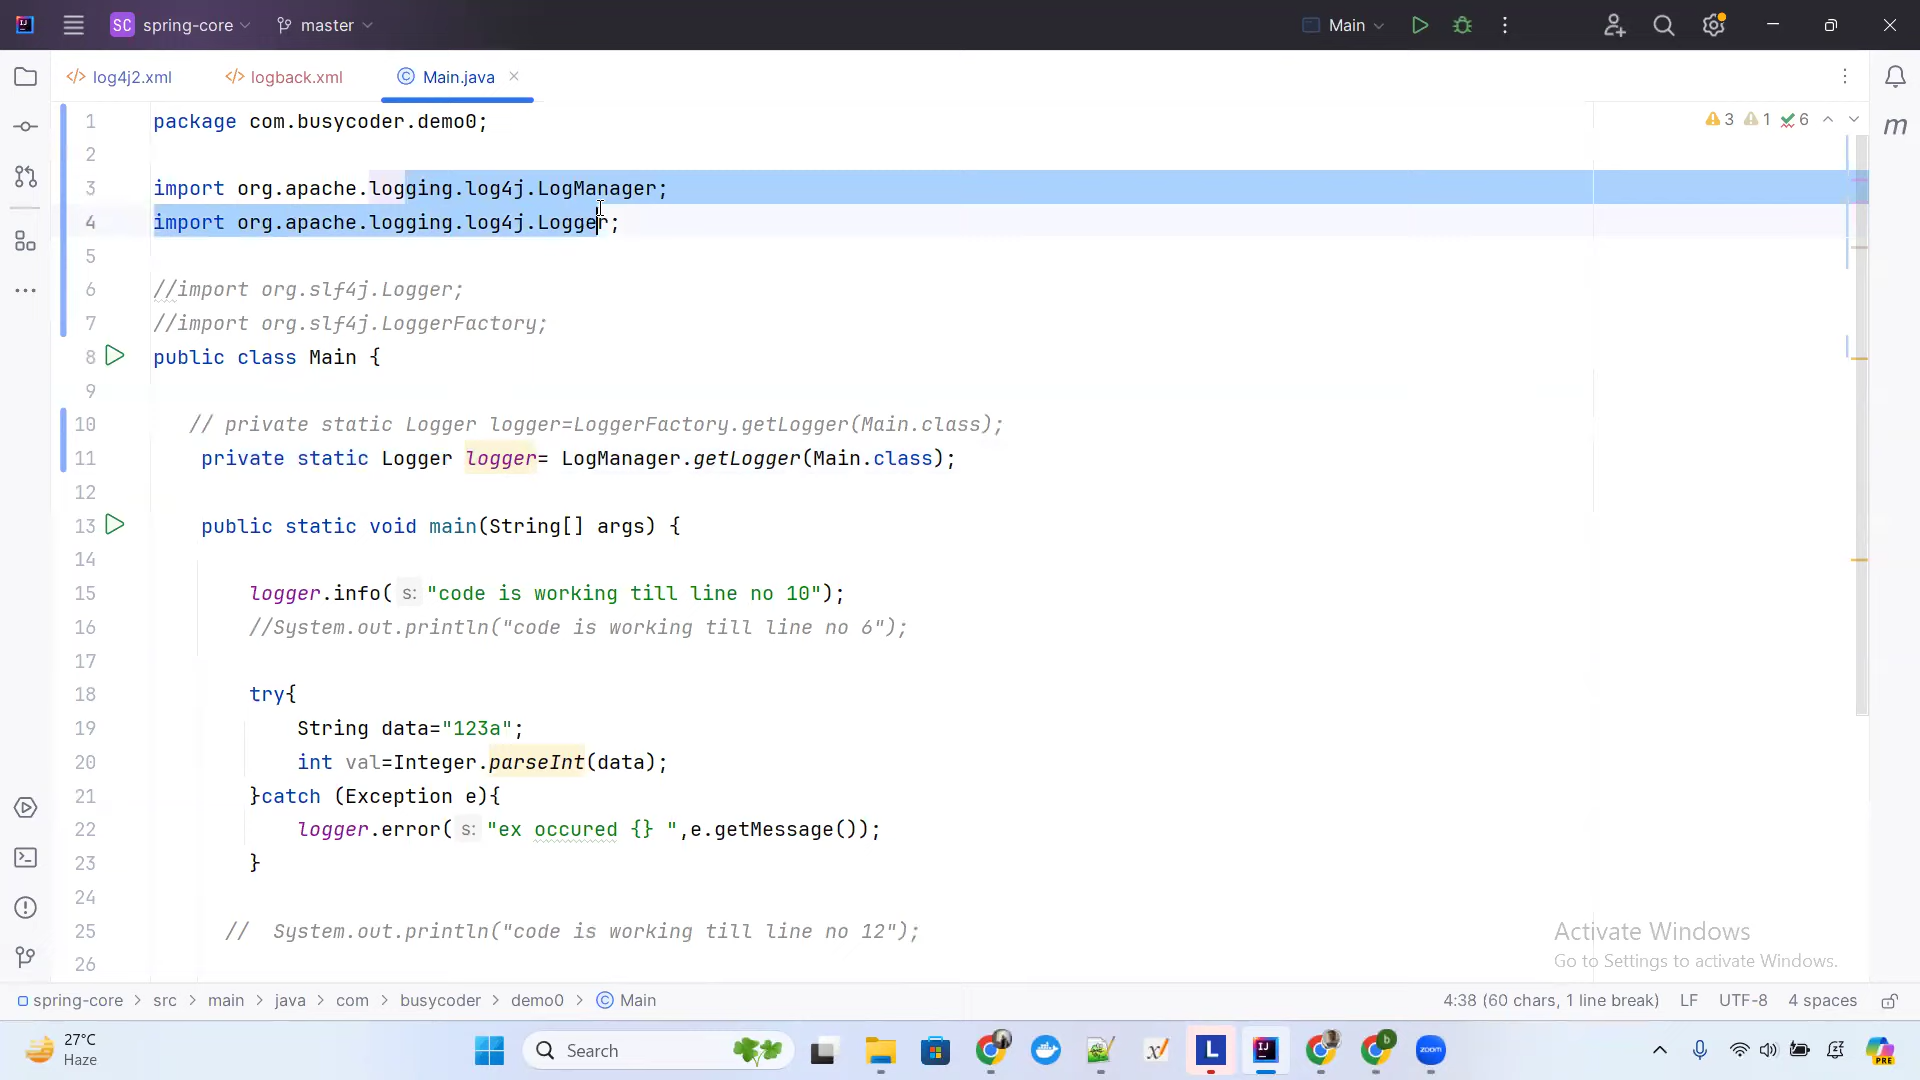 SC spring-core master Main
log4j2.xml logback.xml Main.java
3 1 6
1 package com.busycoder.demo0;
2
3 import org.apache.logging.log4j.LogManager;
4 import org.apache.logging.log4j.Logger;
5
6 //import org.slf4j.Logger;
7 //import org.slf4j.LoggerFactory;
8 public class Main {
9
10 // private static Logger logger=LoggerFactory.getLogger(Main.class);
11 private static Logger logger= LogManager.getLogger(Main.class);
12
13 public static void main(String[] args) {
14
15 logger.info( s: "code is working till line no 10");
16 //System.out.println("code is working till line no 6");
17
18 try{
19 String data="123a";
20 int val=Integer.parseInt(data);
21 }catch (Exception e){
22 logger.error( s: "ex occured {} ",e.getMessage());
23 }
24
25 // System.out.println("code is working till line no 12");
26
Activate Windows
Go to Settings to activate Windows.
spring-core > src > main > java > com > busycoder > demo0 > Main 4:38 (60 chars, 1 line break) LF UTF-8 4 spaces
27°C
Haze
Search
L
zoom
PRE